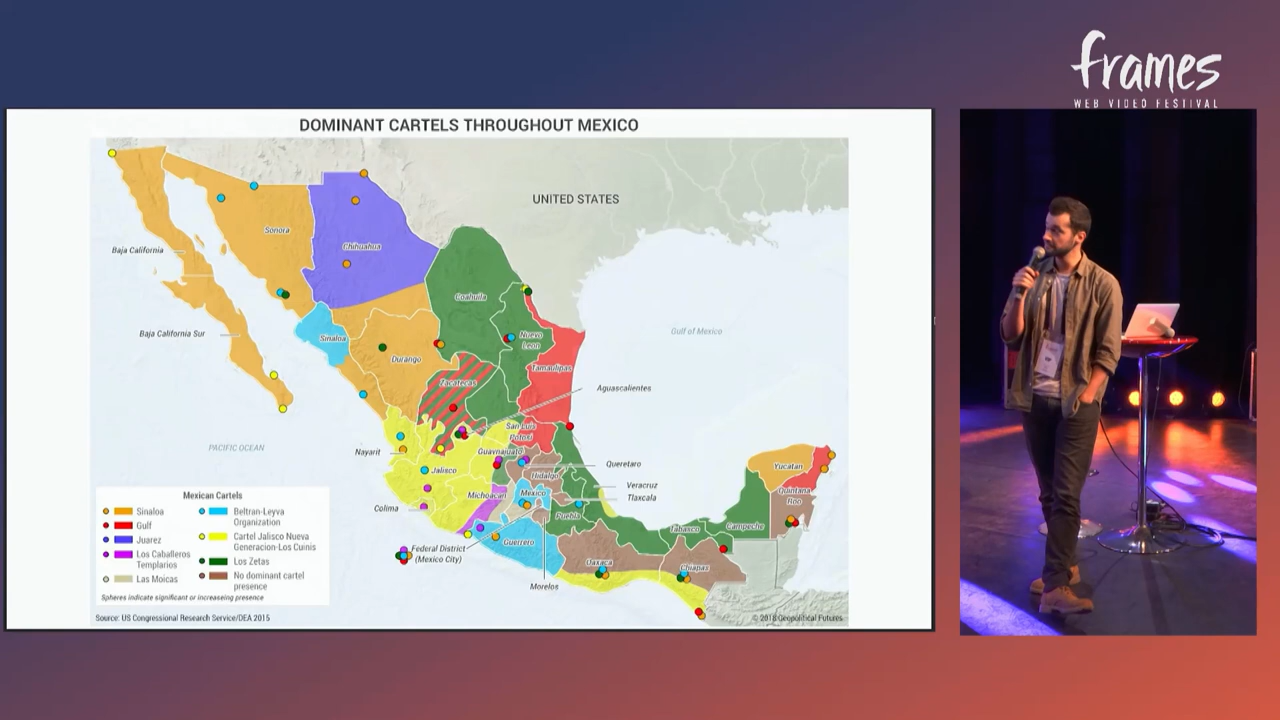 frames
WEB VIDEO FESTIVAL
DOMINANT CARTELS THROUGHOUT MEXICO
UNITED STATES
Sonora
Chihuahua
Baja California
Coahuila
Gulf of Mexico
Baja California Sur
Sinaloa
Nuevo
Leon
Durango
Tamaulipas
Zacatecas
Aguascalientes
San Luis
Potosi
PACIFIC OCEAN
Nayarit
Guavnajuato
Queretaro
Jalisco
Hidalgo
Yucatan
Veracruz
Michoacan
Mexico
Tlaxcala
Quintana
Roo
Colima
Puebla
Tabasco
Campeche
Guerrero
Federal District
(Mexico City)
Oaxaca
Chiapas
Morelos
Mexican Cartels
Sinaloa
Gulf
Juarez
Los Caballeros
Templarios
Las Moicas
Beltran-Leyva
Organization
Cartel Jalisco Nueva
Generacion-Los Cuinis
Los Zetas
No dominant cartel
presence
Spheres indicate significant or increaseing presence
Source: US Congressional Research Service/DEA 2015
© 2018 Geopolitical Futures